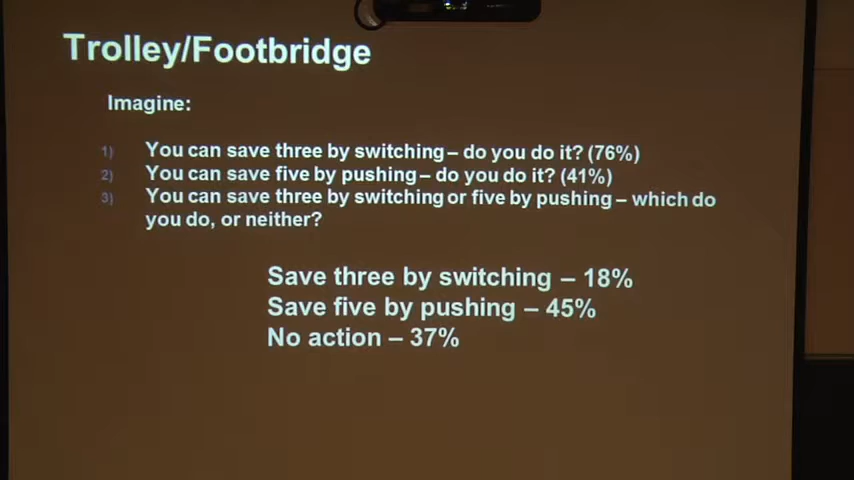 Trolley/Footbridge
Imagine:
1) You can save three by switching – do you do it? (76%)
2) You can save five by pushing – do you do it? (41%)
3) You can save three by switching or five by pushing – which do
you do, or neither?
Save three by switching – 18%
Save five by pushing – 45%
No action – 37%